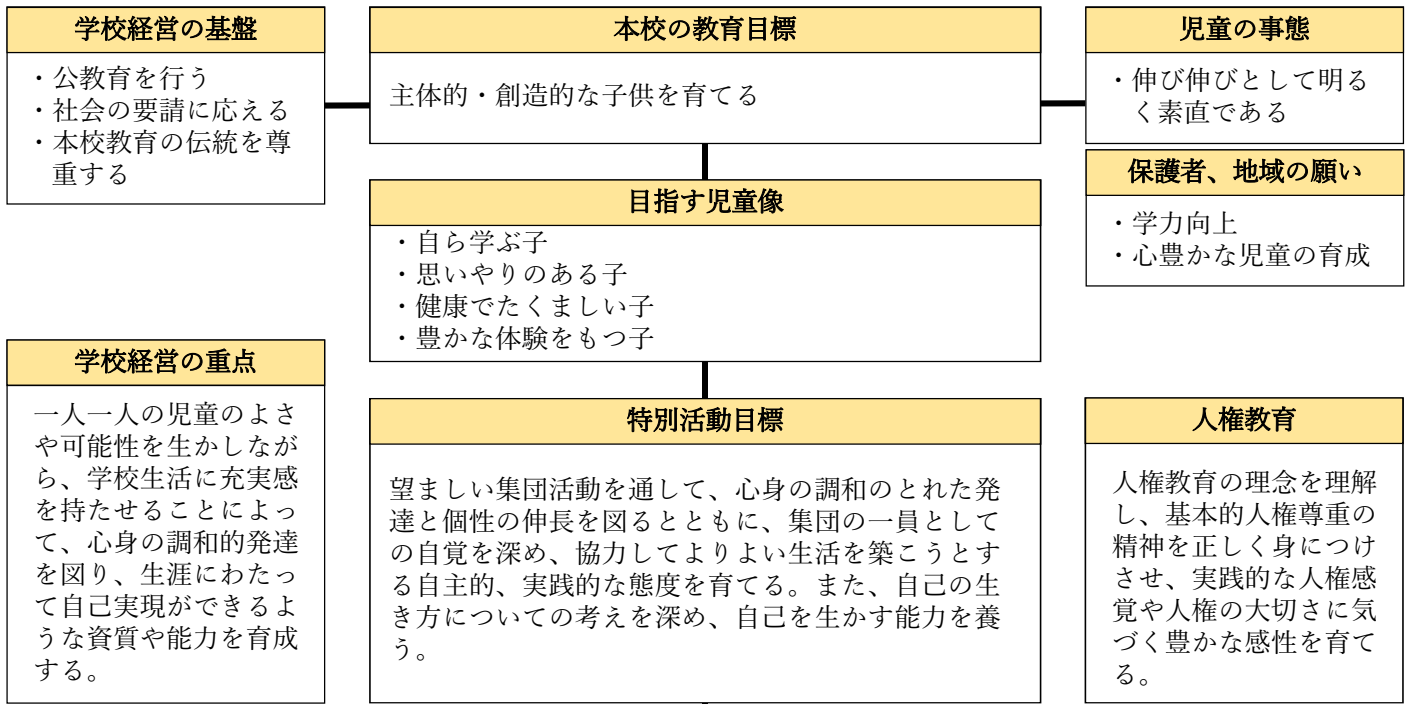 学校経営の基盤
・公教育を行う
・社会の要請に応える
・本校教育の伝統を尊
重する
本校の教育目標
主体的・創造的な子供を育てる
児童の事態
・伸び伸びとして明る
く素直である
保護者、地域の願い
・学力向上
・心豊かな児童の育成
目指す児童像
・自ら学ぶ子
・思いやりのある子
・健康でたくましい子
・豊かな体験をもつ子
学校経営の重点
一人一人の児童のよさ
や可能性を生かしなが
ら、学校生活に充実感
を持たせることによっ
て、心身の調和的発達
を図り、生涯にわたっ
て自己実現ができるよ
うな資質や能力を育成
する。
特別活動目標
望ましい集団活動を通して、心身の調和のとれた発
達と個性の伸長を図るとともに、集団の一員として
の自覚を深め、協力してよりよい生活を築こうとす
る自主的、実践的な態度を育てる。また、自己の生
き方についての考えを深め、自己を生かす能力を養
う。
人権教育
人権教育の理念を理解
し、基本的人権尊重の
精神を正しく身につけ
させ、実践的な人権感
覚や人権の大切さに気
づく豊かな感性を育て
る。